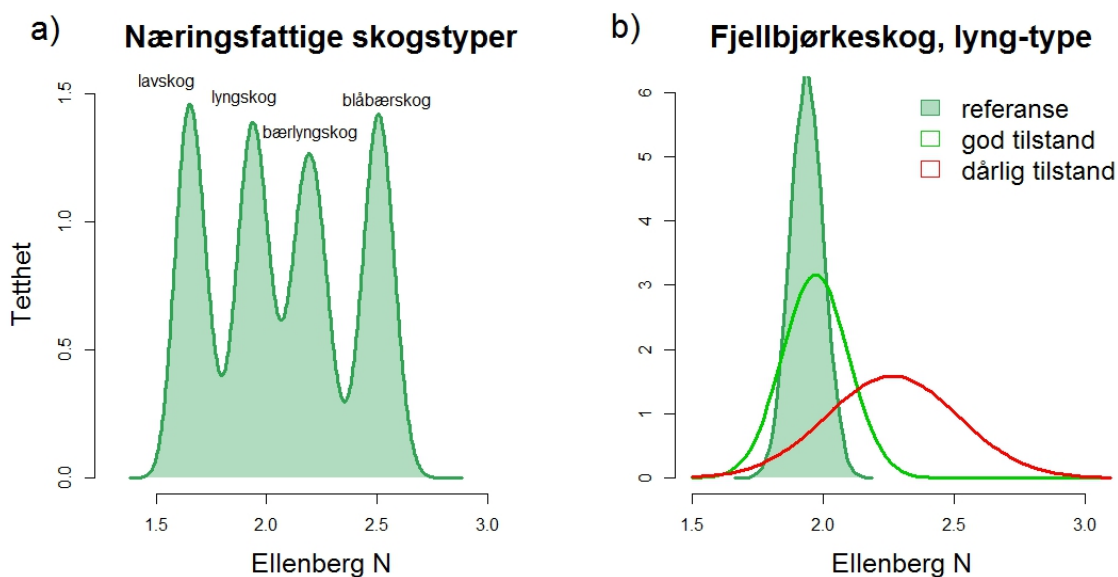 a) Næringsfattige skogstyper
lavskog
lyngskog
bærlyngskog
blåbærskog
Tetthet
1.5
1.0
0.5
0.0
1.5 2.0 2.5 3.0
Ellenberg N
b) Fjellbjørkeskog, lyng-type
referanse
god tilstand
dårlig tilstand
6
5
4
3
2
1
0
1.5 2.0 2.5 3.0
Ellenberg N